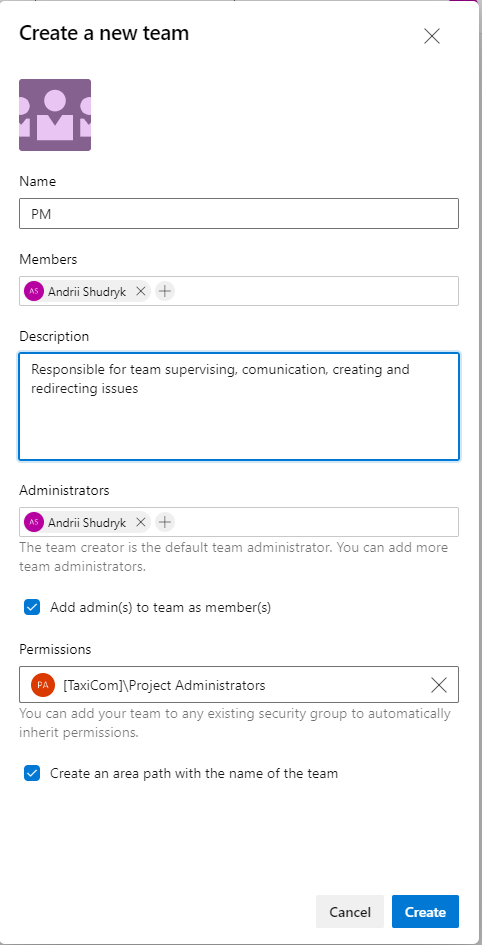 Create a new team
Name
PM
Members
AS Andrii Shudryk
Description
Responsible for team supervising, comunication, creating and
redirecting issues
Administrators
AS Andrii Shudryk
The team creator is the default team administrator. You can add more
team administrators.
Add admin(s) to team as member(s)
Permissions
PA [TaxiCom]\Project Administrators
You can add your team to any existing security group to automatically
inherit permissions.
Create an area path with the name of the team
Cancel Create